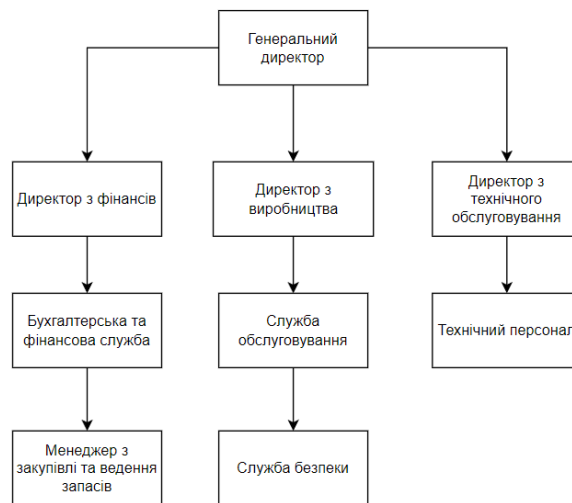 Генеральний
директор
Директор з фінансів
Директор з
виробництва
Директор з
технічного
обслуговування
Бухгалтерська та
фінансова служба
Служба
обслуговування
Технічний персонал
Менеджер з
закупівлі та ведення
запасів
Служба безпеки